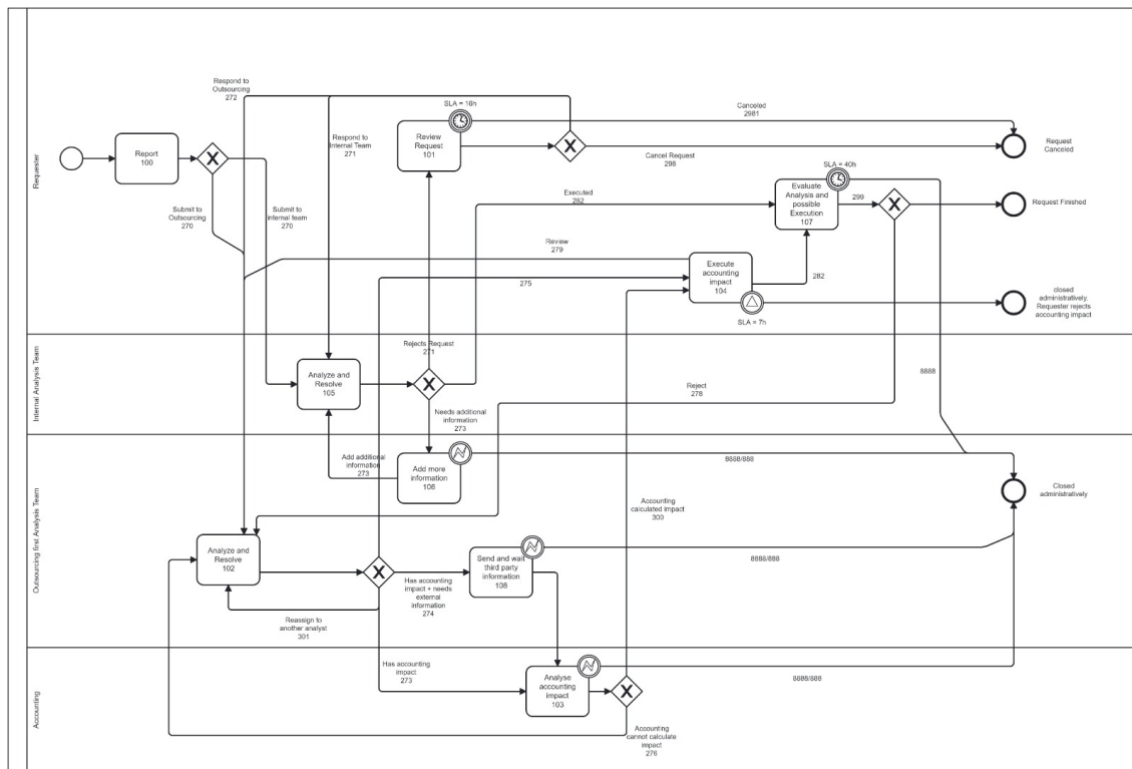 Requester
Respond to
Outsourcing
272
Report
100
Submit to
Outsourcing
270
Submit to
Internal team
270
Respond to
Internal Team
271
SLA = 16h
Review
Request
101
Canceled
2981
Cancel Request
298
Request
Canceled
SLA = 40h
Evaluate
Analysis and
possible
Execution
107
299
Request Finished
Executed
282
Review
279
275
Execute
accounting
impact
104
282
SLA = 7h
closed
administratively.
Requester rejects
accounting impact
Internal Analysis Team
Analyze and
Resolve
105
Rejects Request
271
Reject
278
8888
Needs additional
information
273
Outsourcing first Analysis Team
Add additional
information
273
Add more
information
106
8888/888
Closed
administratively
Accounting
calculated impact
303
Analyze and
Resolve
102
Send and wait
third party
information
108
8888/888
Has accounting
impact + needs
external
information
274
Reassign to
another analyst
301
Accounting
Has accounting
impact
273
Analyse
accounting
impact
103
8888/888
Accounting
cannot calculate
impact
276